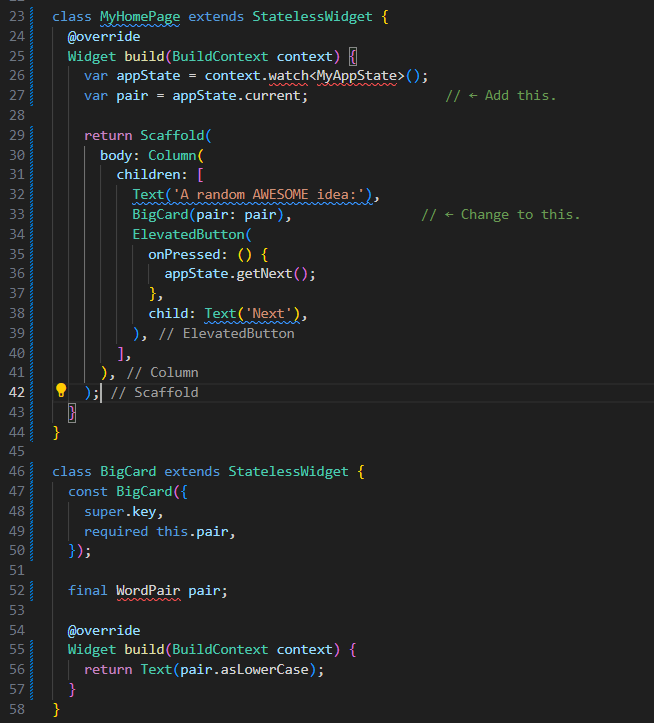 23 class MyHomePage extends StatelessWidget {
24   @override
25   Widget build(BuildContext context) {
26     var appState = context.watch<MyAppState>();
27     var pair = appState.current;                 // ← Add this.
28
29     return Scaffold(
30       body: Column(
31         children: [
32           Text('A random AWESOME idea:'),
33           BigCard(pair: pair),                // ← Change to this.
34           ElevatedButton(
35             onPressed: () {
36               appState.getNext();
37             },
38             child: Text('Next'),
39           ), // ElevatedButton
40         ],
41       ), // Column
42     ); // Scaffold
43   }
44 }
45
46 class BigCard extends StatelessWidget {
47   const BigCard({
48     super.key,
49     required this.pair,
50   });
51
52   final WordPair pair;
53
54   @override
55   Widget build(BuildContext context) {
56     return Text(pair.asLowerCase);
57   }
58 }